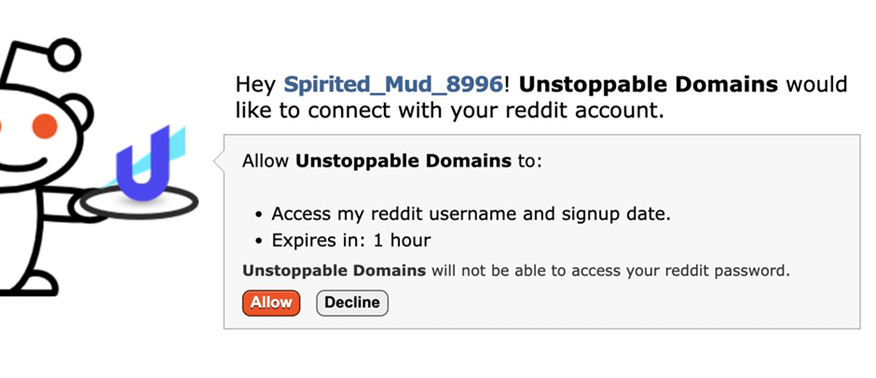 Hey Spirited_Mud_8996! Unstoppable Domains would
like to connect with your reddit account.
Allow Unstoppable Domains to:
• Access my reddit username and signup date.
• Expires in: 1 hour
Unstoppable Domains will not be able to access your reddit password.
Allow Decline